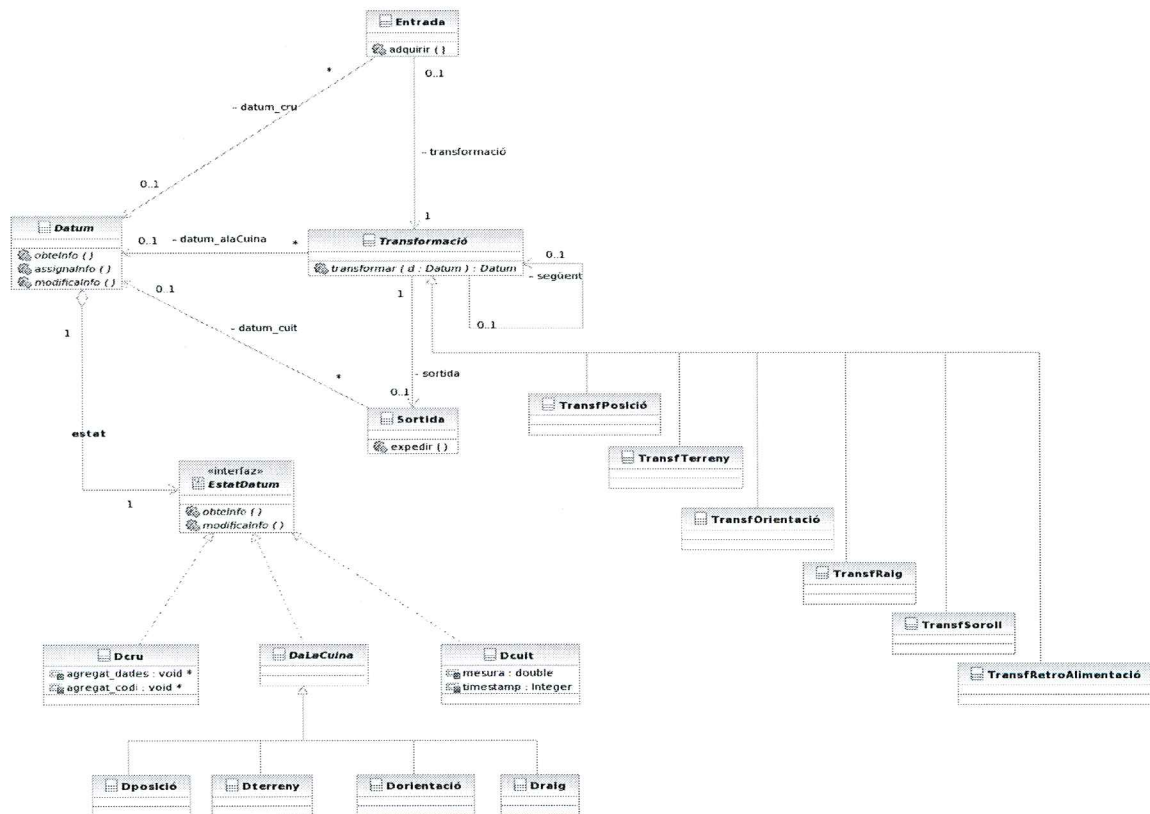 Entrada
adquirir ( )
0..1
*
- datum_cru
- transformació
0..1
1
Datum
obteInfo ( )
assignaInfo ( )
modificaInfo ( )
0..1
- datum_alaCuina
*
Transformació
transformar ( d : Datum ) : Datum
0..1
- següent
0..1
0..1
1
1
- datum_cuit
- sortida
*
0..1
Sortida
expedir ( )
estat
1
«interfaz»
EstatDatum
obteInfo ( )
modificaInfo ( )
TransfPosició
TransfTerreny
TransfOrientació
TransfRaig
TransfSoroll
TransfRetroAlimentació
Dcru
agregat_dades : void *
agregat_codi : void *
DaLaCuina
Dcuit
mesura : double
timestamp : Integer
Dposició
Dterreny
Dorientació
Draig